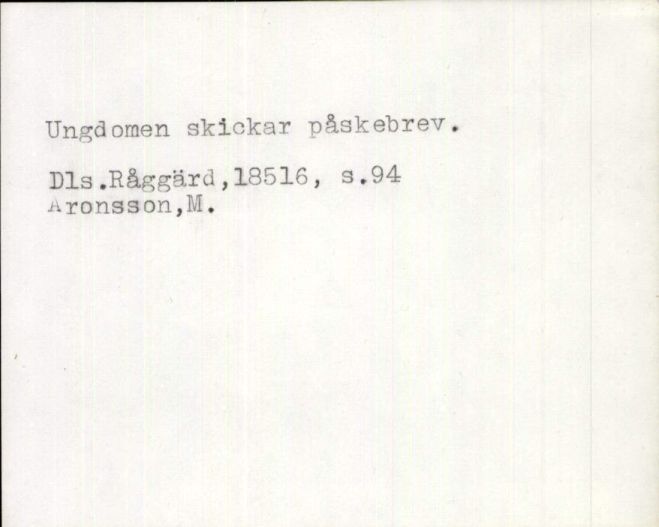 Ungdomen skickar påskebrev.
Dls.Råggärd,18516, s.94
Aronsson,M.